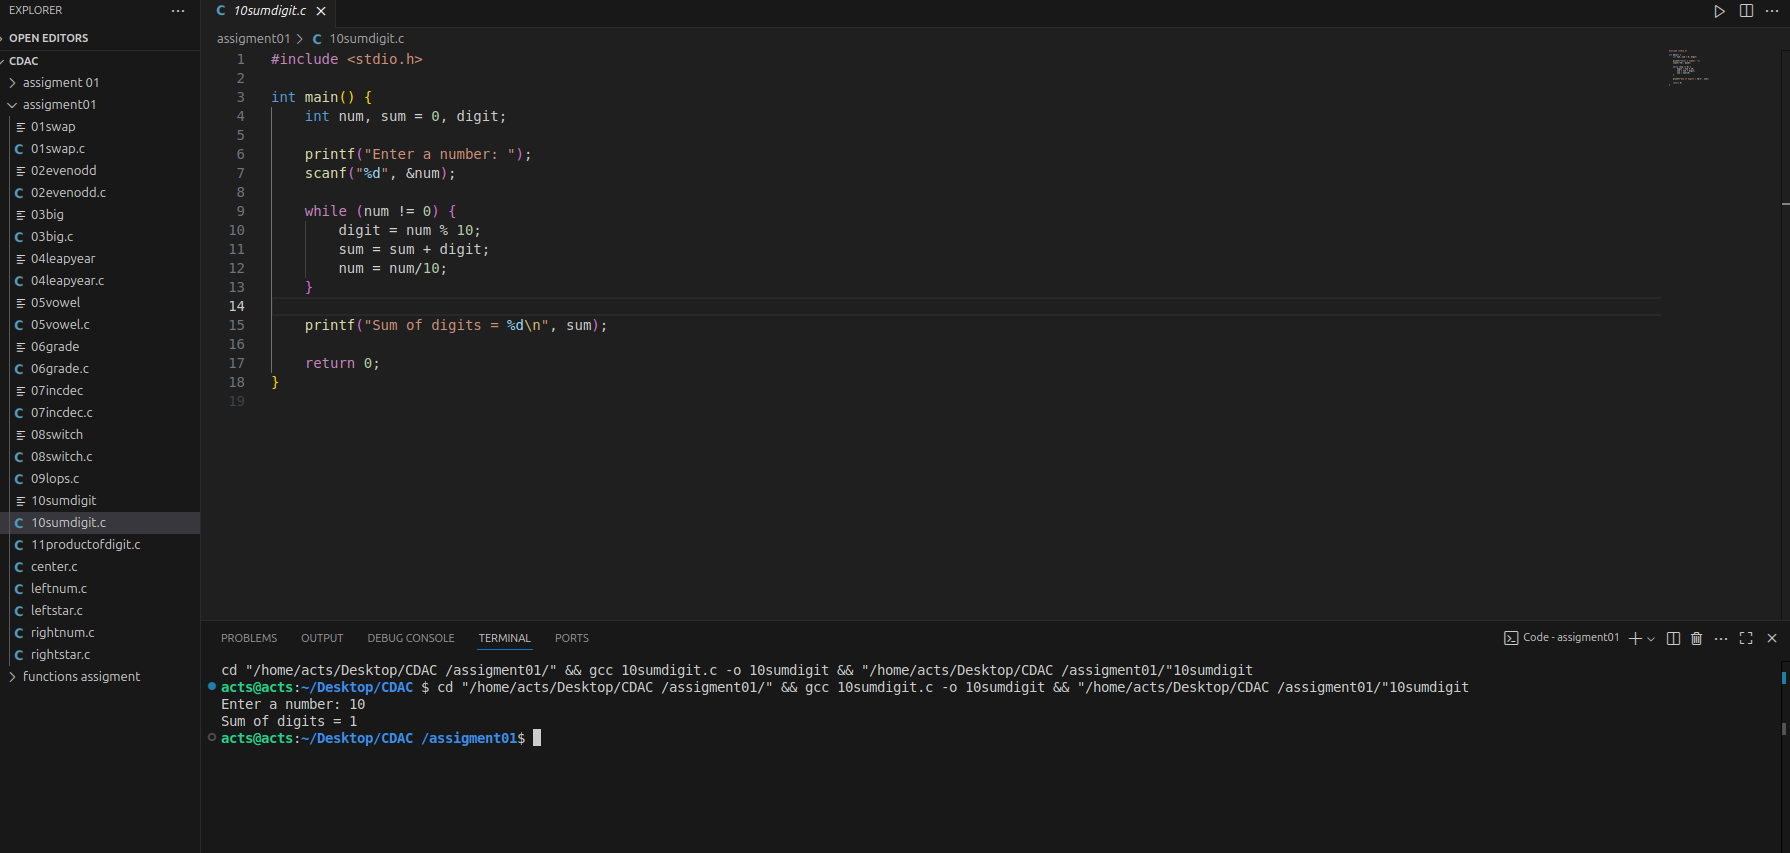 EXPLORER
OPEN EDITORS
CDAC
assigment 01
assigment01
01swap
01swap.c
02evenodd
02evenodd.c
03big
03big.c
04leapyear
04leapyear.c
05vowel
05vowel.c
06grade
06grade.c
07incdec
07incdec.c
08switch
08switch.c
09lops.c
10sumdigit
10sumdigit.c
11productofdigit.c
center.c
leftnum.c
leftstar.c
rightnum.c
rightstar.c
functions assigment
C 10sumdigit.c
assigment01 > C 10sumdigit.c
1 #include <stdio.h>
2
3 int main() {
4     int num, sum = 0, digit;
5
6     printf("Enter a number: ");
7     scanf("%d", &num);
8
9     while (num != 0) {
10         digit = num % 10;
11         sum = sum + digit;
12         num = num/10;
13     }
14
15     printf("Sum of digits = %d\n", sum);
16
17     return 0;
18 }
19
PROBLEMS OUTPUT DEBUG CONSOLE TERMINAL PORTS
Code - assigment01
cd "/home/acts/Desktop/CDAC /assigment01/" && gcc 10sumdigit.c -o 10sumdigit && "/home/acts/Desktop/CDAC /assigment01/"10sumdigit
acts@acts:~/Desktop/CDAC $ cd "/home/acts/Desktop/CDAC /assigment01/" && gcc 10sumdigit.c -o 10sumdigit && "/home/acts/Desktop/CDAC /assigment01/"10sumdigit
Enter a number: 10
Sum of digits = 1
acts@acts:~/Desktop/CDAC /assigment01$